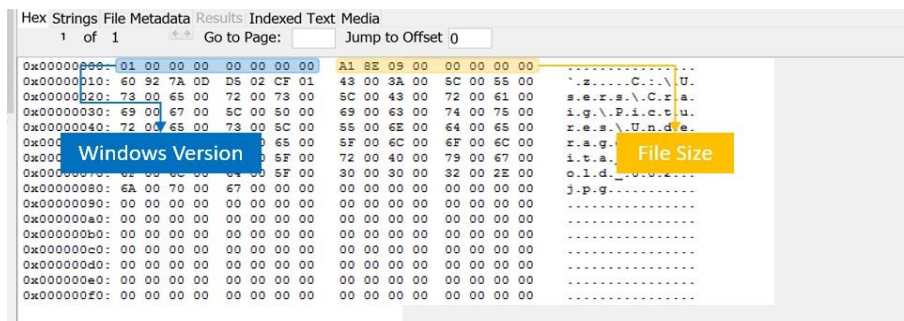 Hex Strings File Metadata Results Indexed Text Media
1 of 1 Go to Page: Jump to Offset 0
0x00000000: 01 00 00 00 00 00 00 00 A1 8E 09 00 00 00 00 00 ................
0x00000010: 60 92 7A 0D D5 02 CF 01 43 00 3A 00 5C 00 55 00 `.z.....C.:.\.U.
0x00000020: 73 00 65 00 72 00 73 00 5C 00 43 00 72 00 61 00 s.e.r.s.\.C.r.a.
0x00000030: 69 00 67 00 5C 00 50 00 69 00 63 00 74 00 75 00 i.g.\.P.i.c.t.u.
0x00000040: 72 00 65 00 73 00 5C 00 55 00 6E 00 64 00 65 00 r.e.s.\.U.n.d.e.
65 00 5F 00 6C 00 6F 00 6C 00 r.a.g.
Windows Version
File Size
5F 00 72 00 40 00 79 00 67 00 i.t.a.
5F 00 30 00 30 00 32 00 2E 00 o.l.d._.0.0.2...
0x00000080: 6A 00 70 00 67 00 00 00 00 00 00 00 00 00 00 00 j.p.g...........
0x00000090: 00 00 00 00 00 00 00 00 00 00 00 00 00 00 00 00 ................
0x000000a0: 00 00 00 00 00 00 00 00 00 00 00 00 00 00 00 00 ................
0x000000b0: 00 00 00 00 00 00 00 00 00 00 00 00 00 00 00 00 ................
0x000000c0: 00 00 00 00 00 00 00 00 00 00 00 00 00 00 00 00 ................
0x000000d0: 00 00 00 00 00 00 00 00 00 00 00 00 00 00 00 00 ................
0x000000e0: 00 00 00 00 00 00 00 00 00 00 00 00 00 00 00 00 ................
0x000000f0: 00 00 00 00 00 00 00 00 00 00 00 00 00 00 00 00 ................